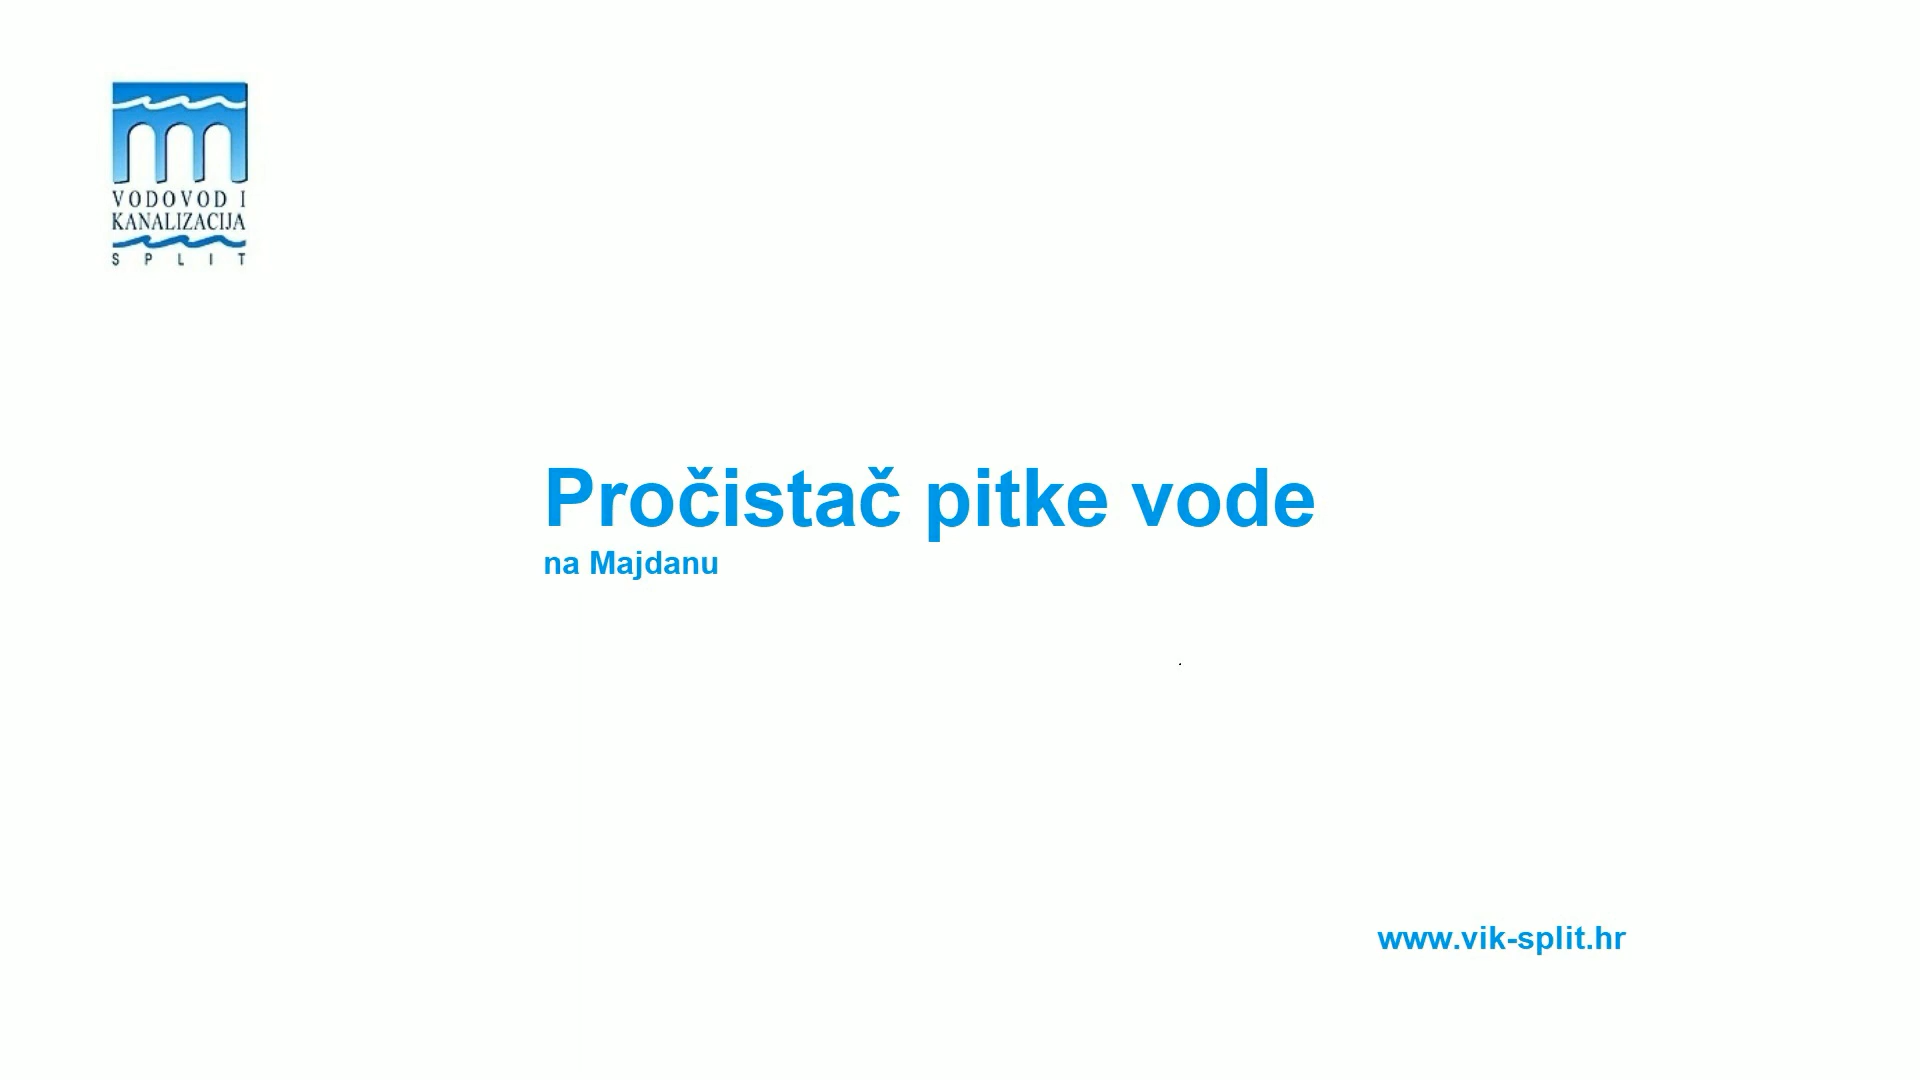 VODOVOD I
KANALIZACIJA
SPLIT
Pročistač pitke vode
na Majdanu
www.vik-split.hr